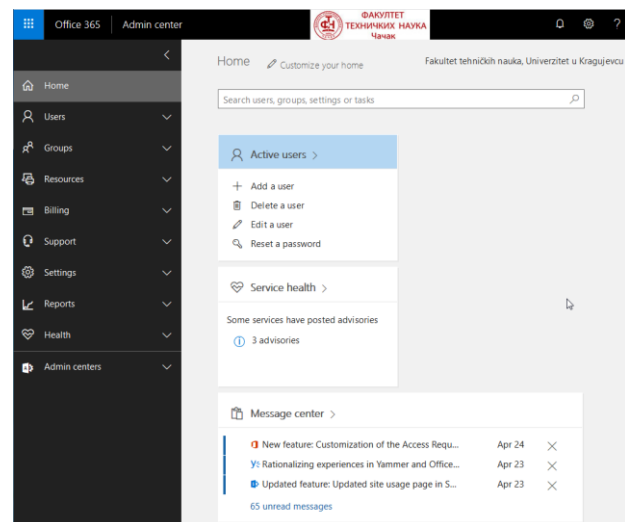 Office 365
Admin center
ФАКУЛТЕТ
ТЕХНИЧКИХ НАУКА
Чачак
?
Home
Customize your home
Fakultet tehničkih nauka, Univerzitet u Kragujevcu
Search users, groups, settings or tasks
Home
Users
Groups
Resources
Billing
Support
Settings
Reports
Health
Admin centers
Active users
Add a user
Delete a user
Edit a user
Reset a password
Service health
Some services have posted advisories
3 advisories
Message center
New feature: Customization of the Access Requ... Apr 24
Rationalizing experiences in Yammer and Office... Apr 23
Updated feature: Updated site usage page in S... Apr 23
65 unread messages